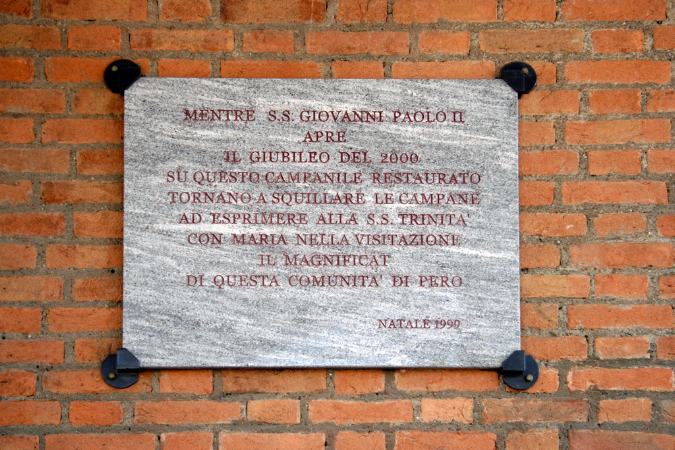 MENTRE S.S. GIOVANNI PAOLO II
APRE
IL GIUBILEO DEL 2000
SU QUESTO CAMPANILE RESTAURATO
TORNANO A SQUILLARE LE CAMPANE
AD ESPRIMERE ALLA S.S. TRINITA'
CON MARIA NELLA VISITAZIONE
IL MAGNIFICAT
DI QUESTA COMUNITA' DI PERO
NATALE 1999